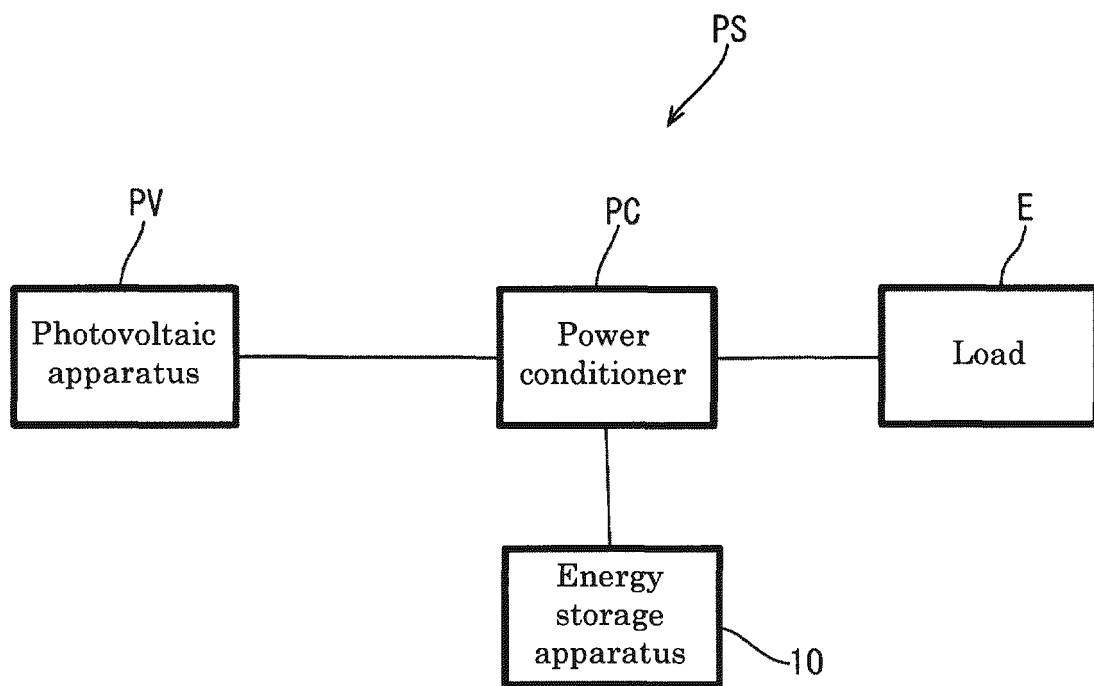 PS
PV
PC
E
Photovoltaic
apparatus
Power
conditioner
Load
Energy
storage
apparatus
10